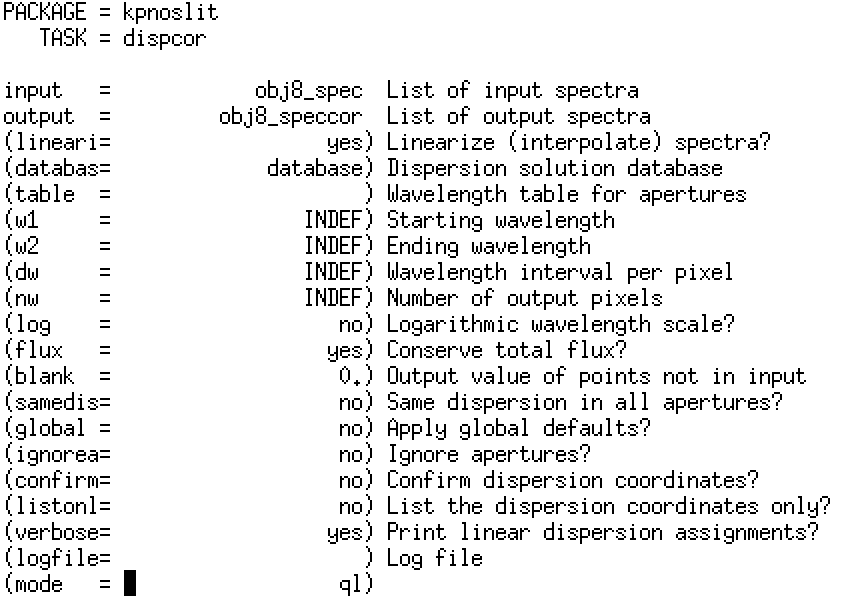 PACKAGE = kpnoslit
TASK = dispcor
input = obj8_spec List of input spectra
output = obj8_speccor List of output spectra
(lineari= yes) Linearize (interpolate) spectra?
(databas= database) Dispersion solution database
(table = ) Wavelength table for apertures
(w1 = INDEF) Starting wavelength
(w2 = INDEF) Ending wavelength
(dw = INDEF) Wavelength interval per pixel
(nw = INDEF) Number of output pixels
(log = no) Logarithmic wavelength scale?
(flux = yes) Conserve total flux?
(blank = 0.) Output value of points not in input
(samedis= no) Same dispersion in all apertures?
(global = no) Apply global defaults?
(ignorea= no) Ignore apertures?
(confirm= no) Confirm dispersion coordinates?
(listonl= no) List the dispersion coordinates only?
(verbose= yes) Print linear dispersion assignments?
(logfile= ) Log file
(mode = ql)